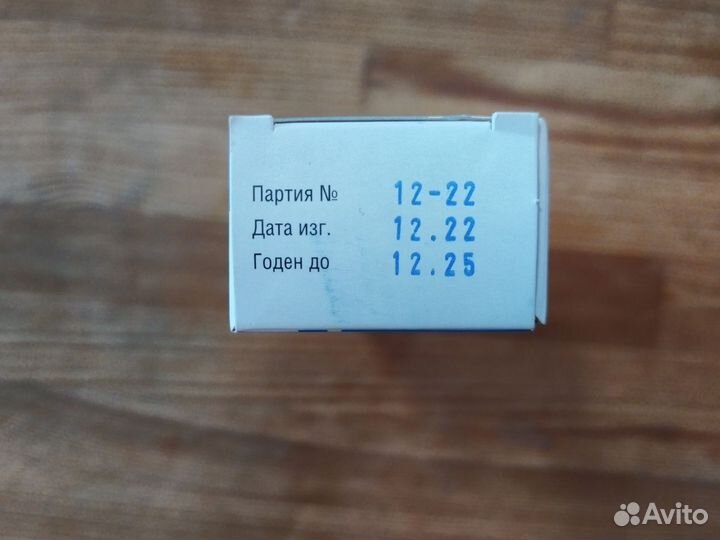 Партия № 12-22
Дата изг. 12.22
Годен до 12.25
Avito